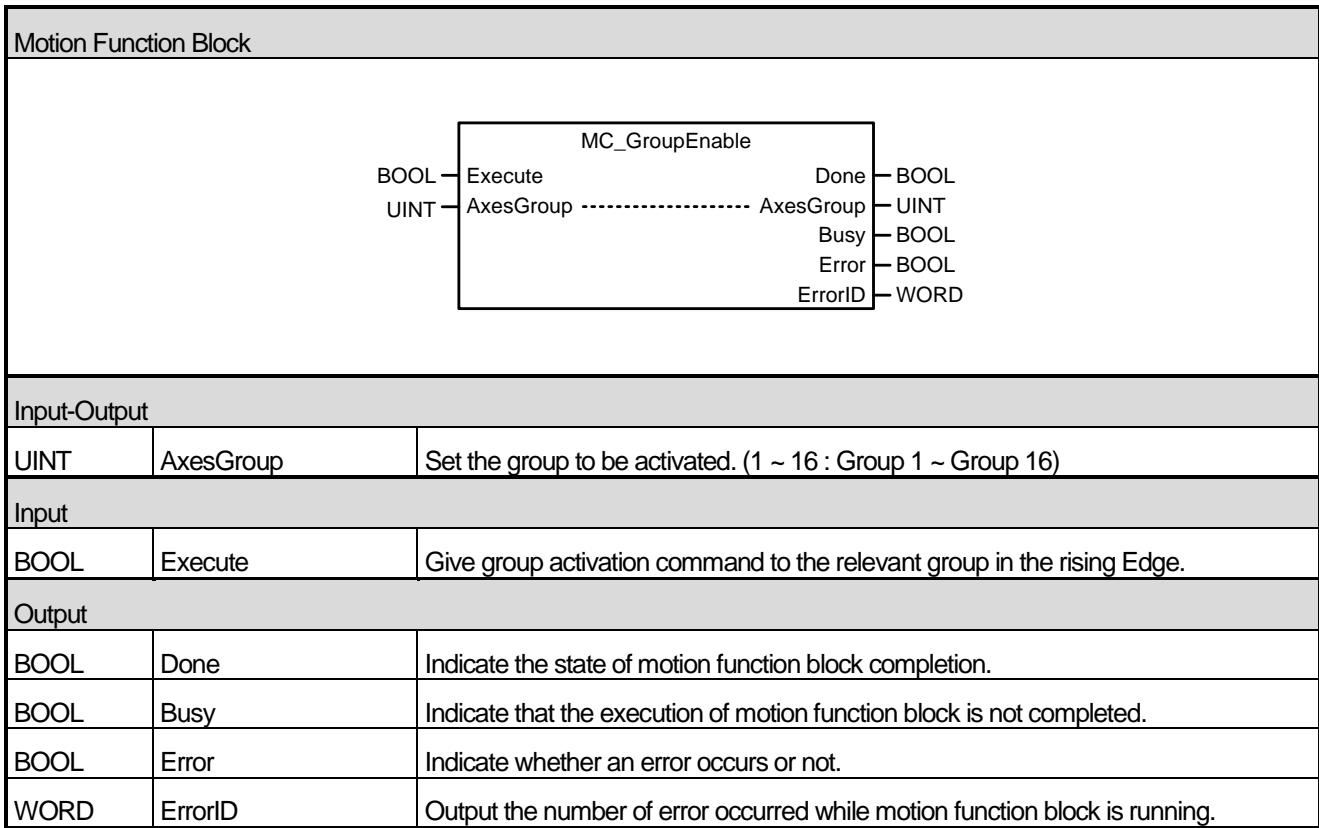 Motion Function Block
MC_GroupEnable
BOOL Execute Done BOOL
UINT AxesGroup AxesGroup UINT
Busy BOOL
Error BOOL
ErrorID WORD
Input-Output
UINT AxesGroup Set the group to be activated. (1 ~ 16 : Group 1 ~ Group 16)
Input
BOOL Execute Give group activation command to the relevant group in the rising Edge.
Output
BOOL Done Indicate the state of motion function block completion.
BOOL Busy Indicate that the execution of motion function block is not completed.
BOOL Error Indicate whether an error occurs or not.
WORD ErrorID Output the number of error occurred while motion function block is running.